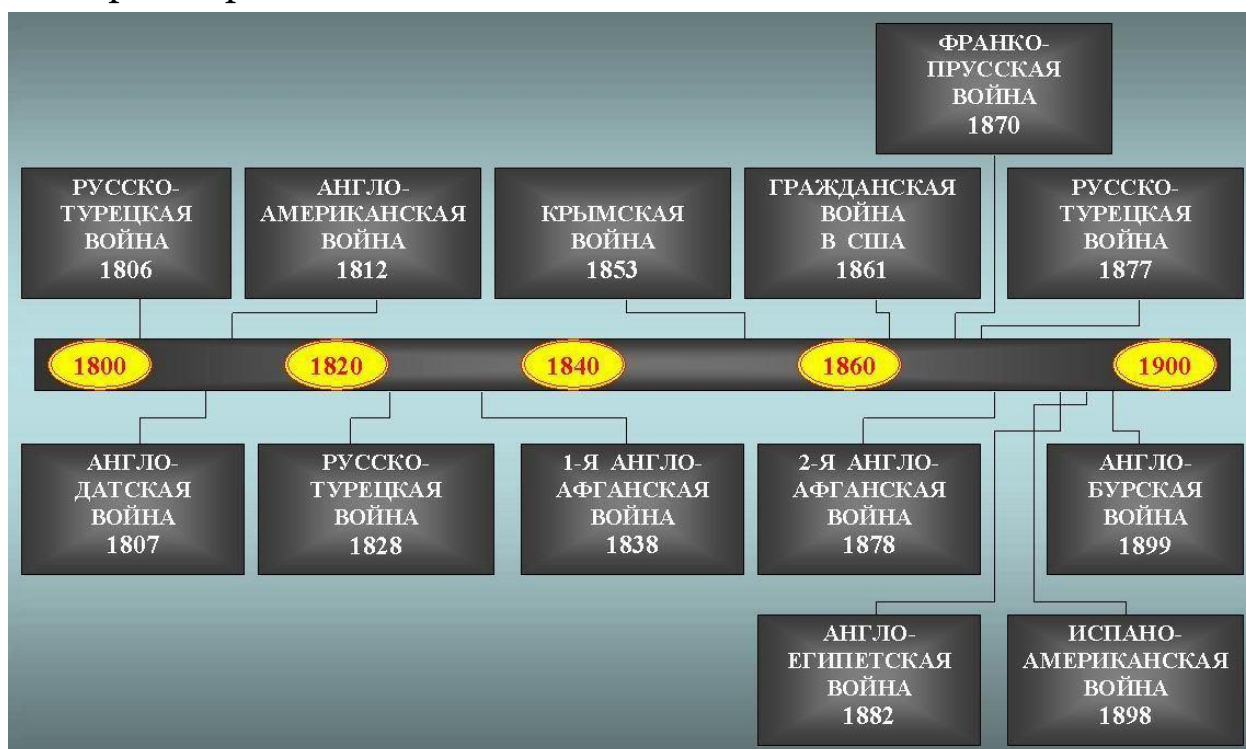 ФРАНКО-
ПРУССКАЯ
ВОЙНА
1870
РУССКО-
ТУРЕЦКАЯ
ВОЙНА
1806
АНГЛО-
АМЕРИКАНСКАЯ
ВОЙНА
1812
КРЫМСКАЯ
ВОЙНА
1853
ГРАЖДАНСКАЯ
ВОЙНА
В США
1861
РУССКО-
ТУРЕЦКАЯ
ВОЙНА
1877
1800
1820
1840
1860
1900
АНГЛО-
ДАТСКАЯ
ВОЙНА
1807
РУССКО-
ТУРЕЦКАЯ
ВОЙНА
1828
1-Я АНГЛО-
АФГАНСКАЯ
ВОЙНА
1838
2-Я АНГЛО-
АФГАНСКАЯ
ВОЙНА
1878
АНГЛО-
БУРСКАЯ
ВОЙНА
1899
АНГЛО-
ЕГИПЕТСКАЯ
ВОЙНА
1882
ИСПАНО-
АМЕРИКАНСКАЯ
ВОЙНА
1898